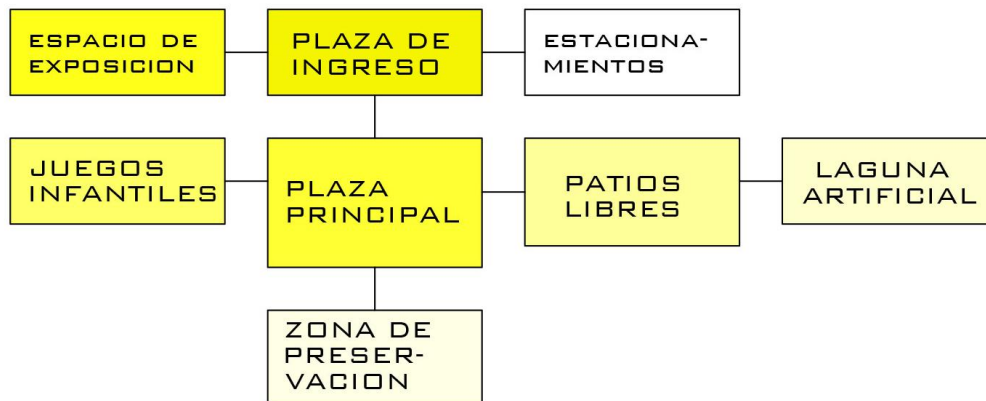 ESPACIO DE
EXPOSICION
PLAZA DE
INGRESO
ESTACIONA-
MIENTOS
JUEGOS
INFANTILES
PLAZA
PRINCIPAL
PATIOS
LIBRES
LAGUNA
ARTIFICIAL
ZONA DE
PRESER-
VACION